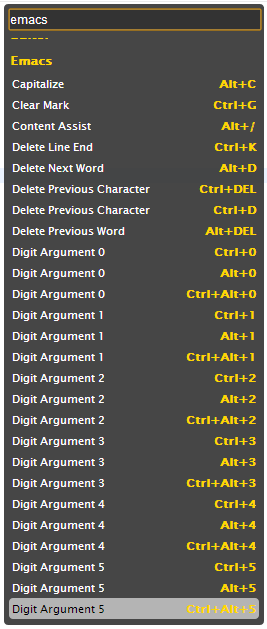 emacs
Emacs
Capitalize Alt+C
Clear Mark Ctrl+G
Content Assist Alt+/
Delete Line End Ctrl+K
Delete Next Word Alt+D
Delete Previous Character Ctrl+DEL
Delete Previous Character Ctrl+D
Delete Previous Word Alt+DEL
Digit Argument 0 Ctrl+0
Digit Argument 0 Alt+0
Digit Argument 0 Ctrl+Alt+0
Digit Argument 1 Ctrl+1
Digit Argument 1 Alt+1
Digit Argument 1 Ctrl+Alt+1
Digit Argument 2 Ctrl+2
Digit Argument 2 Alt+2
Digit Argument 2 Ctrl+Alt+2
Digit Argument 3 Ctrl+3
Digit Argument 3 Alt+3
Digit Argument 3 Ctrl+Alt+3
Digit Argument 4 Ctrl+4
Digit Argument 4 Alt+4
Digit Argument 4 Ctrl+Alt+4
Digit Argument 5 Ctrl+5
Digit Argument 5 Alt+5
Digit Argument 5 Ctrl+Alt+5